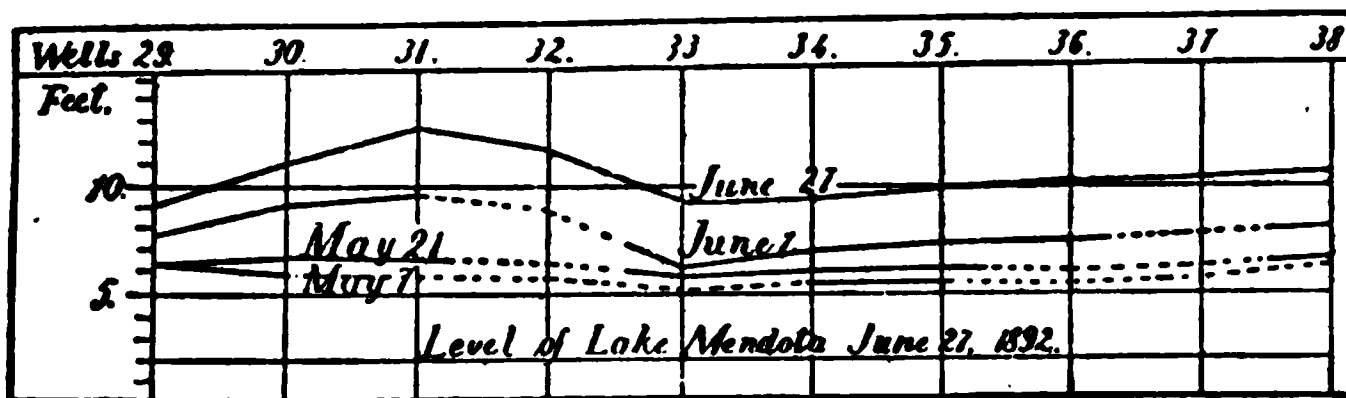 Wells 29. 30. 31. 32. 33 34. 35. 36. 37 38
Feet.
10.
June 27
May 21
June 1
May 7
5.
Level of Lake Mendota June 27, 1892.